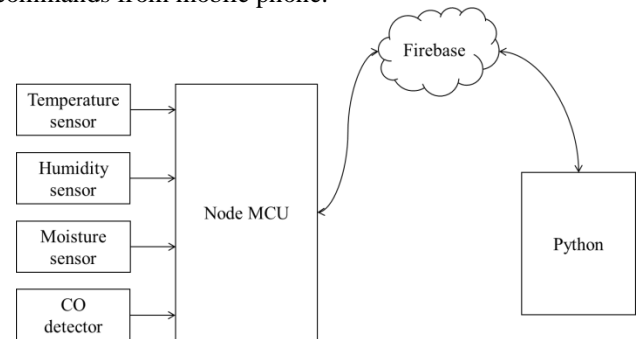 commands from mobile phone.
Firebase
Temperature
sensor
Humidity
sensor
Node MCU
Moisture
sensor
Python
CO
detector